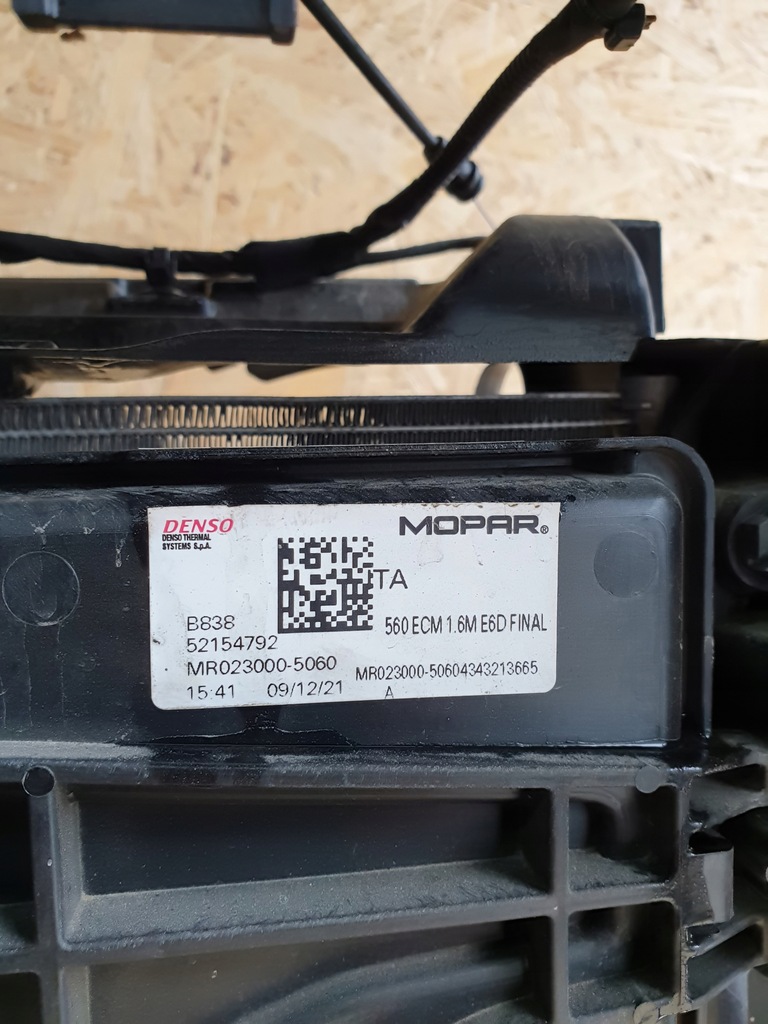 DENSO
DENSO THERMAL
SYSTEMS S.p.A.
MOPAR®
TA
B838
560 ECM 1.6M E6D FINAL
52154792
MR023000-5060
MR023000-50604343213665
15:41 09/12/21
A